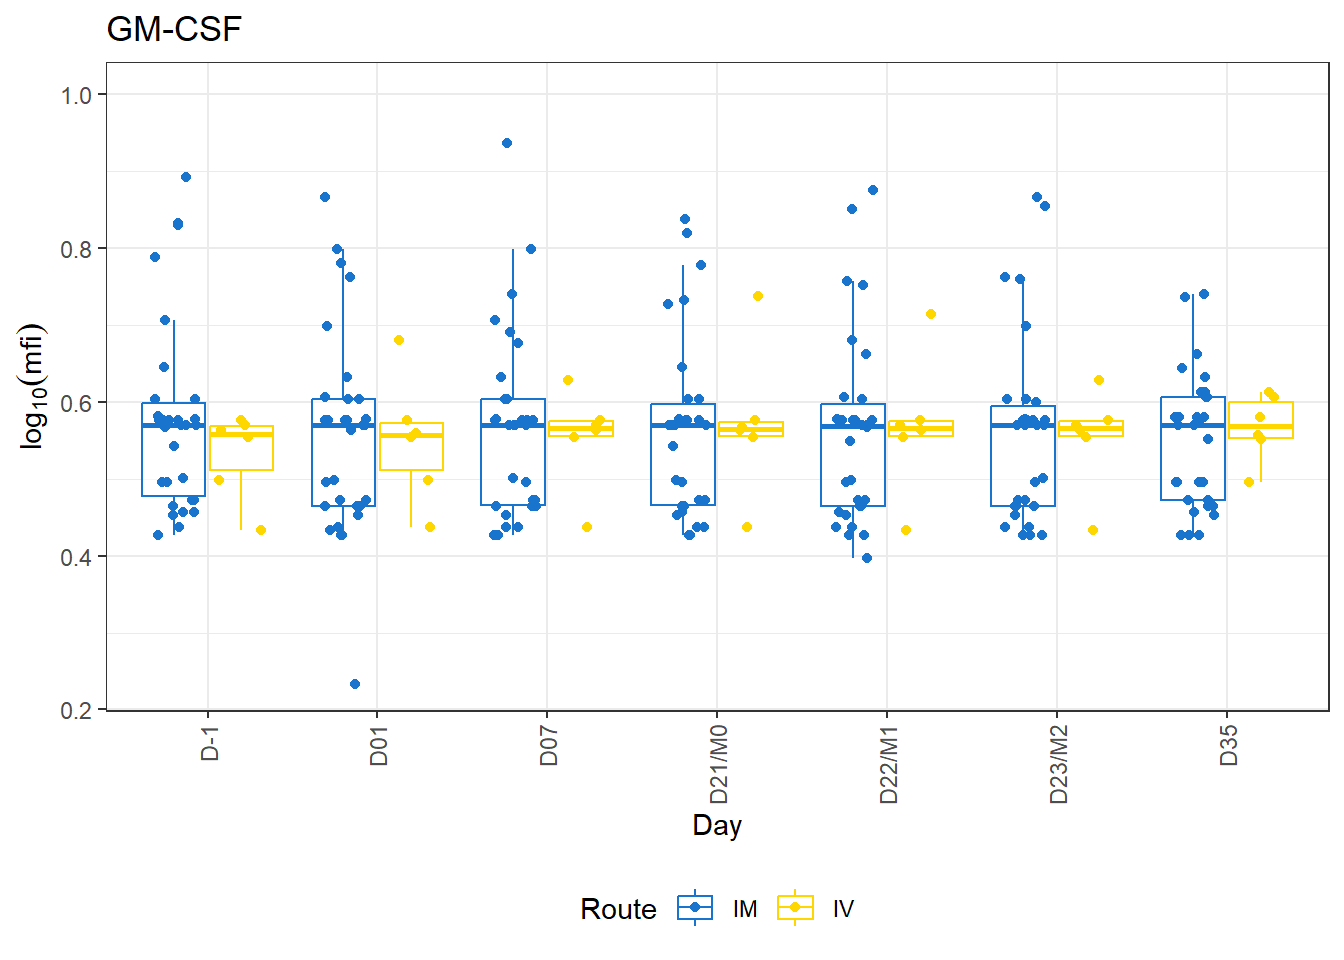 GM-CSF
1.0
0.8
0.6
0.4
0.2
log10(mfi)
D-1
D01
D07
D21/M0
D22/M1
D23/M2
D35
Day
Route IM IV